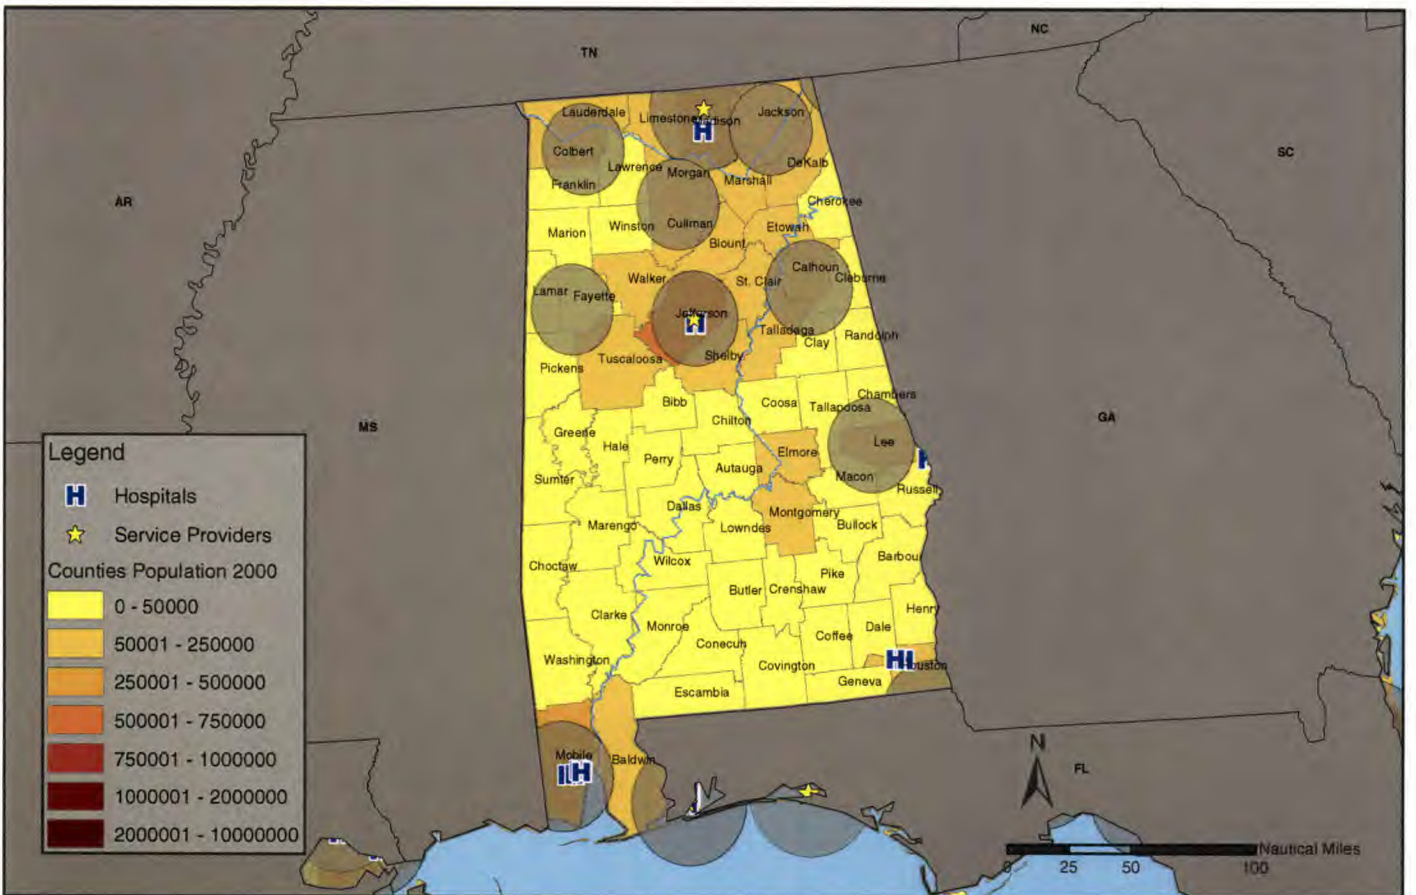 TN
NC
SC
AR
MS
GA
FL
Lauderdale
Limestone
Madison
Jackson
Colbert
Lawrence
DeKalb
Franklin
Morgan
Marshall
Cherokee
Marion
Winston
Cullman
Etowah
Blount
Calhoun
Cleburne
Walker
St. Clair
Lamar
Fayette
Jefferson
Talladega
Randolph
Clay
Tuscaloosa
Shelby
Pickens
Bibb
Coosa
Tallapoosa
Chambers
Chilton
Greene
Hale
Lee
Perry
Elmore
Autauga
Macon
Sumter
Russell
Dallas
Montgomery
Marengo
Lowndes
Bullock
Choctaw
Wilcox
Barbour
Pike
Butler
Crenshaw
Clarke
Monroe
Henry
Dale
Coffee
Conecuh
Washington
Covington
Houston
Geneva
Escambia
Mobile
Baldwin
H
H
H
H
H
Legend
H Hospitals
Service Providers
Counties Population 2000
0 - 50000
50001 - 250000
250001 - 500000
500001 - 750000
750001 - 1000000
1000001 - 2000000
2000001 - 10000000
N
Nautical Miles
0 25 50 100